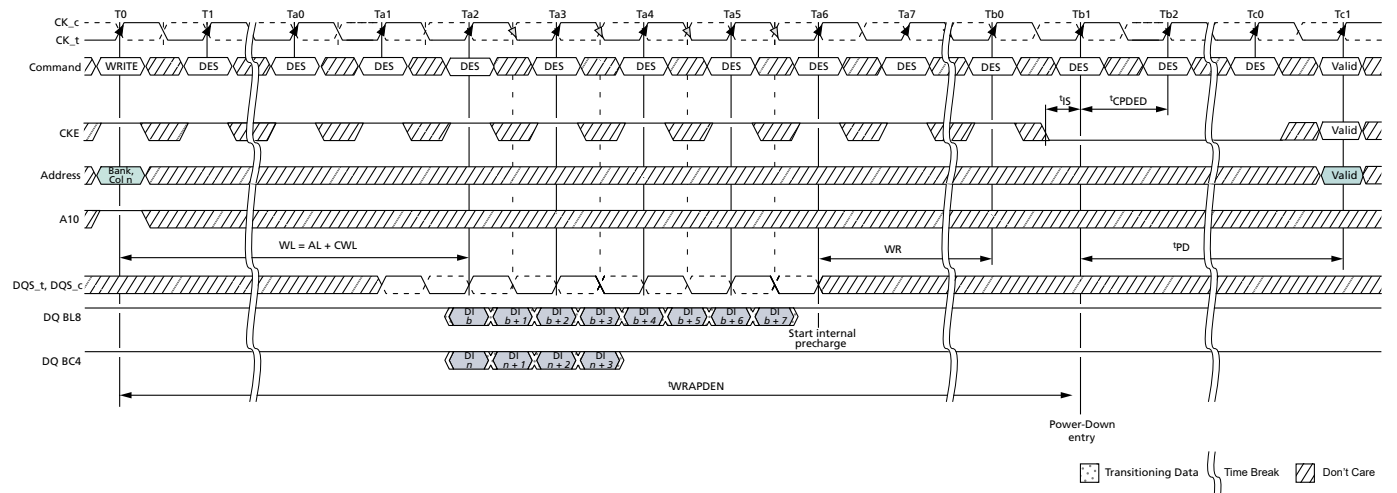 T0 T1 Ta0 Ta1 Ta2 Ta3 Ta4 Ta5 Ta6 Ta7 Tb0 Tb1 Tb2 Tc0 Tc1
CK_c
CK_t
Command WRITE DES DES DES DES DES DES DES DES DES DES DES DES DES Valid
tIS tCPDED
CKE Valid
Address Bank, Col n Valid
A10
WL = AL + CWL WR tPD
DQS_t, DQS_c
DQ BL8 DI b DI b + 1 DI b + 2 DI b + 3 DI b + 4 DI b + 5 DI b + 6 DI b + 7
Start internal
precharge
DQ BC4 DI n DI n + 1 DI n + 2 DI n + 3
tWRAPDEN
Power-Down
entry
Transitioning Data Time Break Don't Care